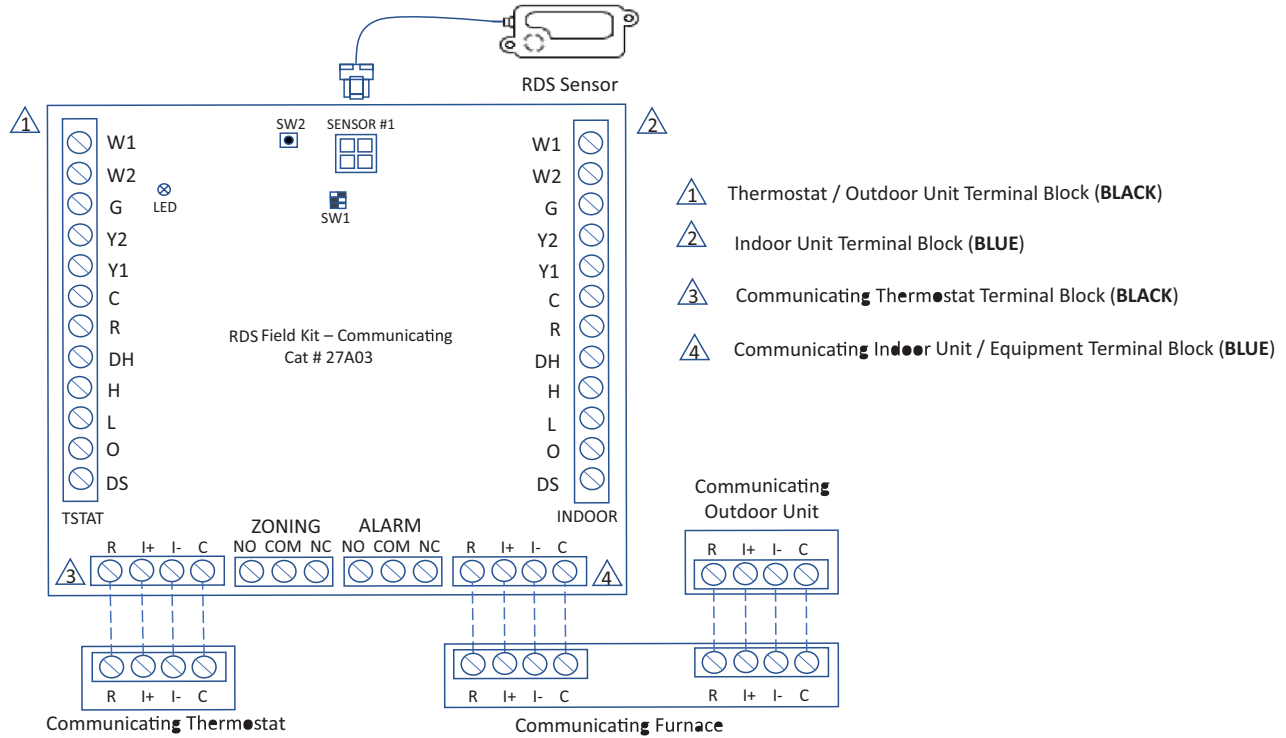 RDS Sensor
1
2
SW2
SENSOR #1
W1
W2
G
Y2
Y1
C
R
DH
H
L
O
DS
TSTAT
LED
SW1
RDS Field Kit – Communicating
Cat # 27A03
W1
W2
G
Y2
Y1
C
R
DH
H
L
O
DS
INDOOR
1 Thermostat / Outdoor Unit Terminal Block (BLACK)
2 Indoor Unit Terminal Block (BLUE)
3 Communicating Thermostat Terminal Block (BLACK)
4 Communicating Indoor Unit / Equipment Terminal Block (BLUE)
3
R I+ I- C
ZONING
NO COM NC
ALARM
NO COM NC
R I+ I- C
4
Communicating
Outdoor Unit
R I+ I- C
R I+ I- C
Communicating Thermostat
R I+ I- C
R I+ I- C
Communicating Furnace